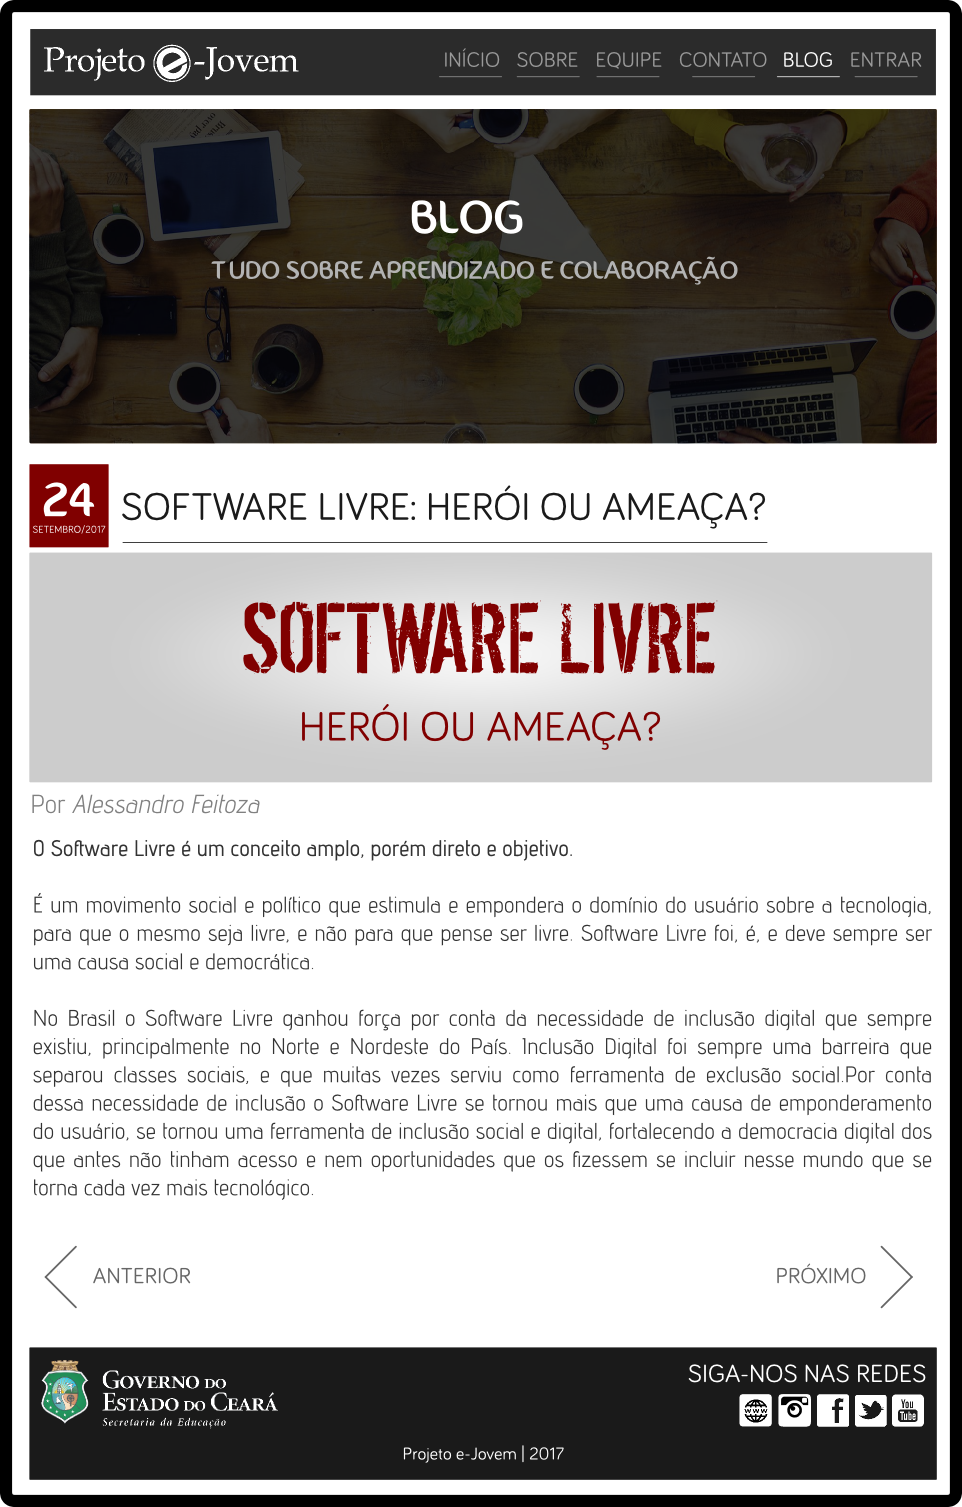 Projeto e-Jovem
INÍCIO SOBRE EQUIPE CONTATO BLOG ENTRAR
BLOG
TUDO SOBRE APRENDIZADO E COLABORAÇÃO
24
SETEMBRO/2017
SOFTWARE LIVRE: HERÓI OU AMEAÇA?
SOFTWARE LIVRE
HERÓI OU AMEAÇA?
Por Alessandro Feitoza
O Software Livre é um conceito amplo, porém direto e objetivo.
É um movimento social e político que estimula e empondera o domínio do usuário sobre a tecnologia,
para que o mesmo seja livre, e não para que pense ser livre. Software Livre foi, é, e deve sempre ser
uma causa social e democrática.
No Brasil o Software Livre ganhou força por conta da necessidade de inclusão digital que sempre
existiu, principalmente no Norte e Nordeste do País. Inclusão Digital foi sempre uma barreira que
separou classes sociais, e que muitas vezes serviu como ferramenta de exclusão social.Por conta
dessa necessidade de inclusão o Software Livre se tornou mais que uma causa de emponderamento
do usuário, se tornou uma ferramenta de inclusão social e digital, fortalecendo a democracia digital dos
que antes não tinham acesso e nem oportunidades que os fizessem se incluir nesse mundo que se
torna cada vez mais tecnológico.
ANTERIOR
PRÓXIMO
GOVERNO DO
ESTADO DO CEARÁ
Secretaria da Educação
SIGA-NOS NAS REDES
www
You
Tube
Projeto e-Jovem | 2017